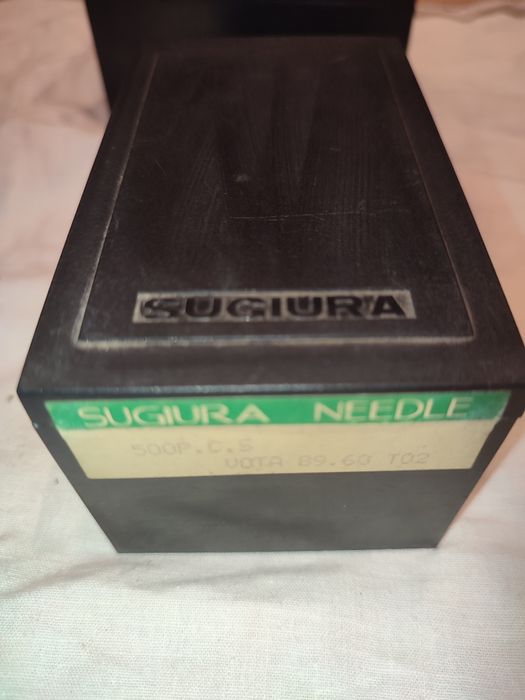 SUGIURA
SUGIURA NEEDLE
500P.C.S
VOTA 89.60 T02